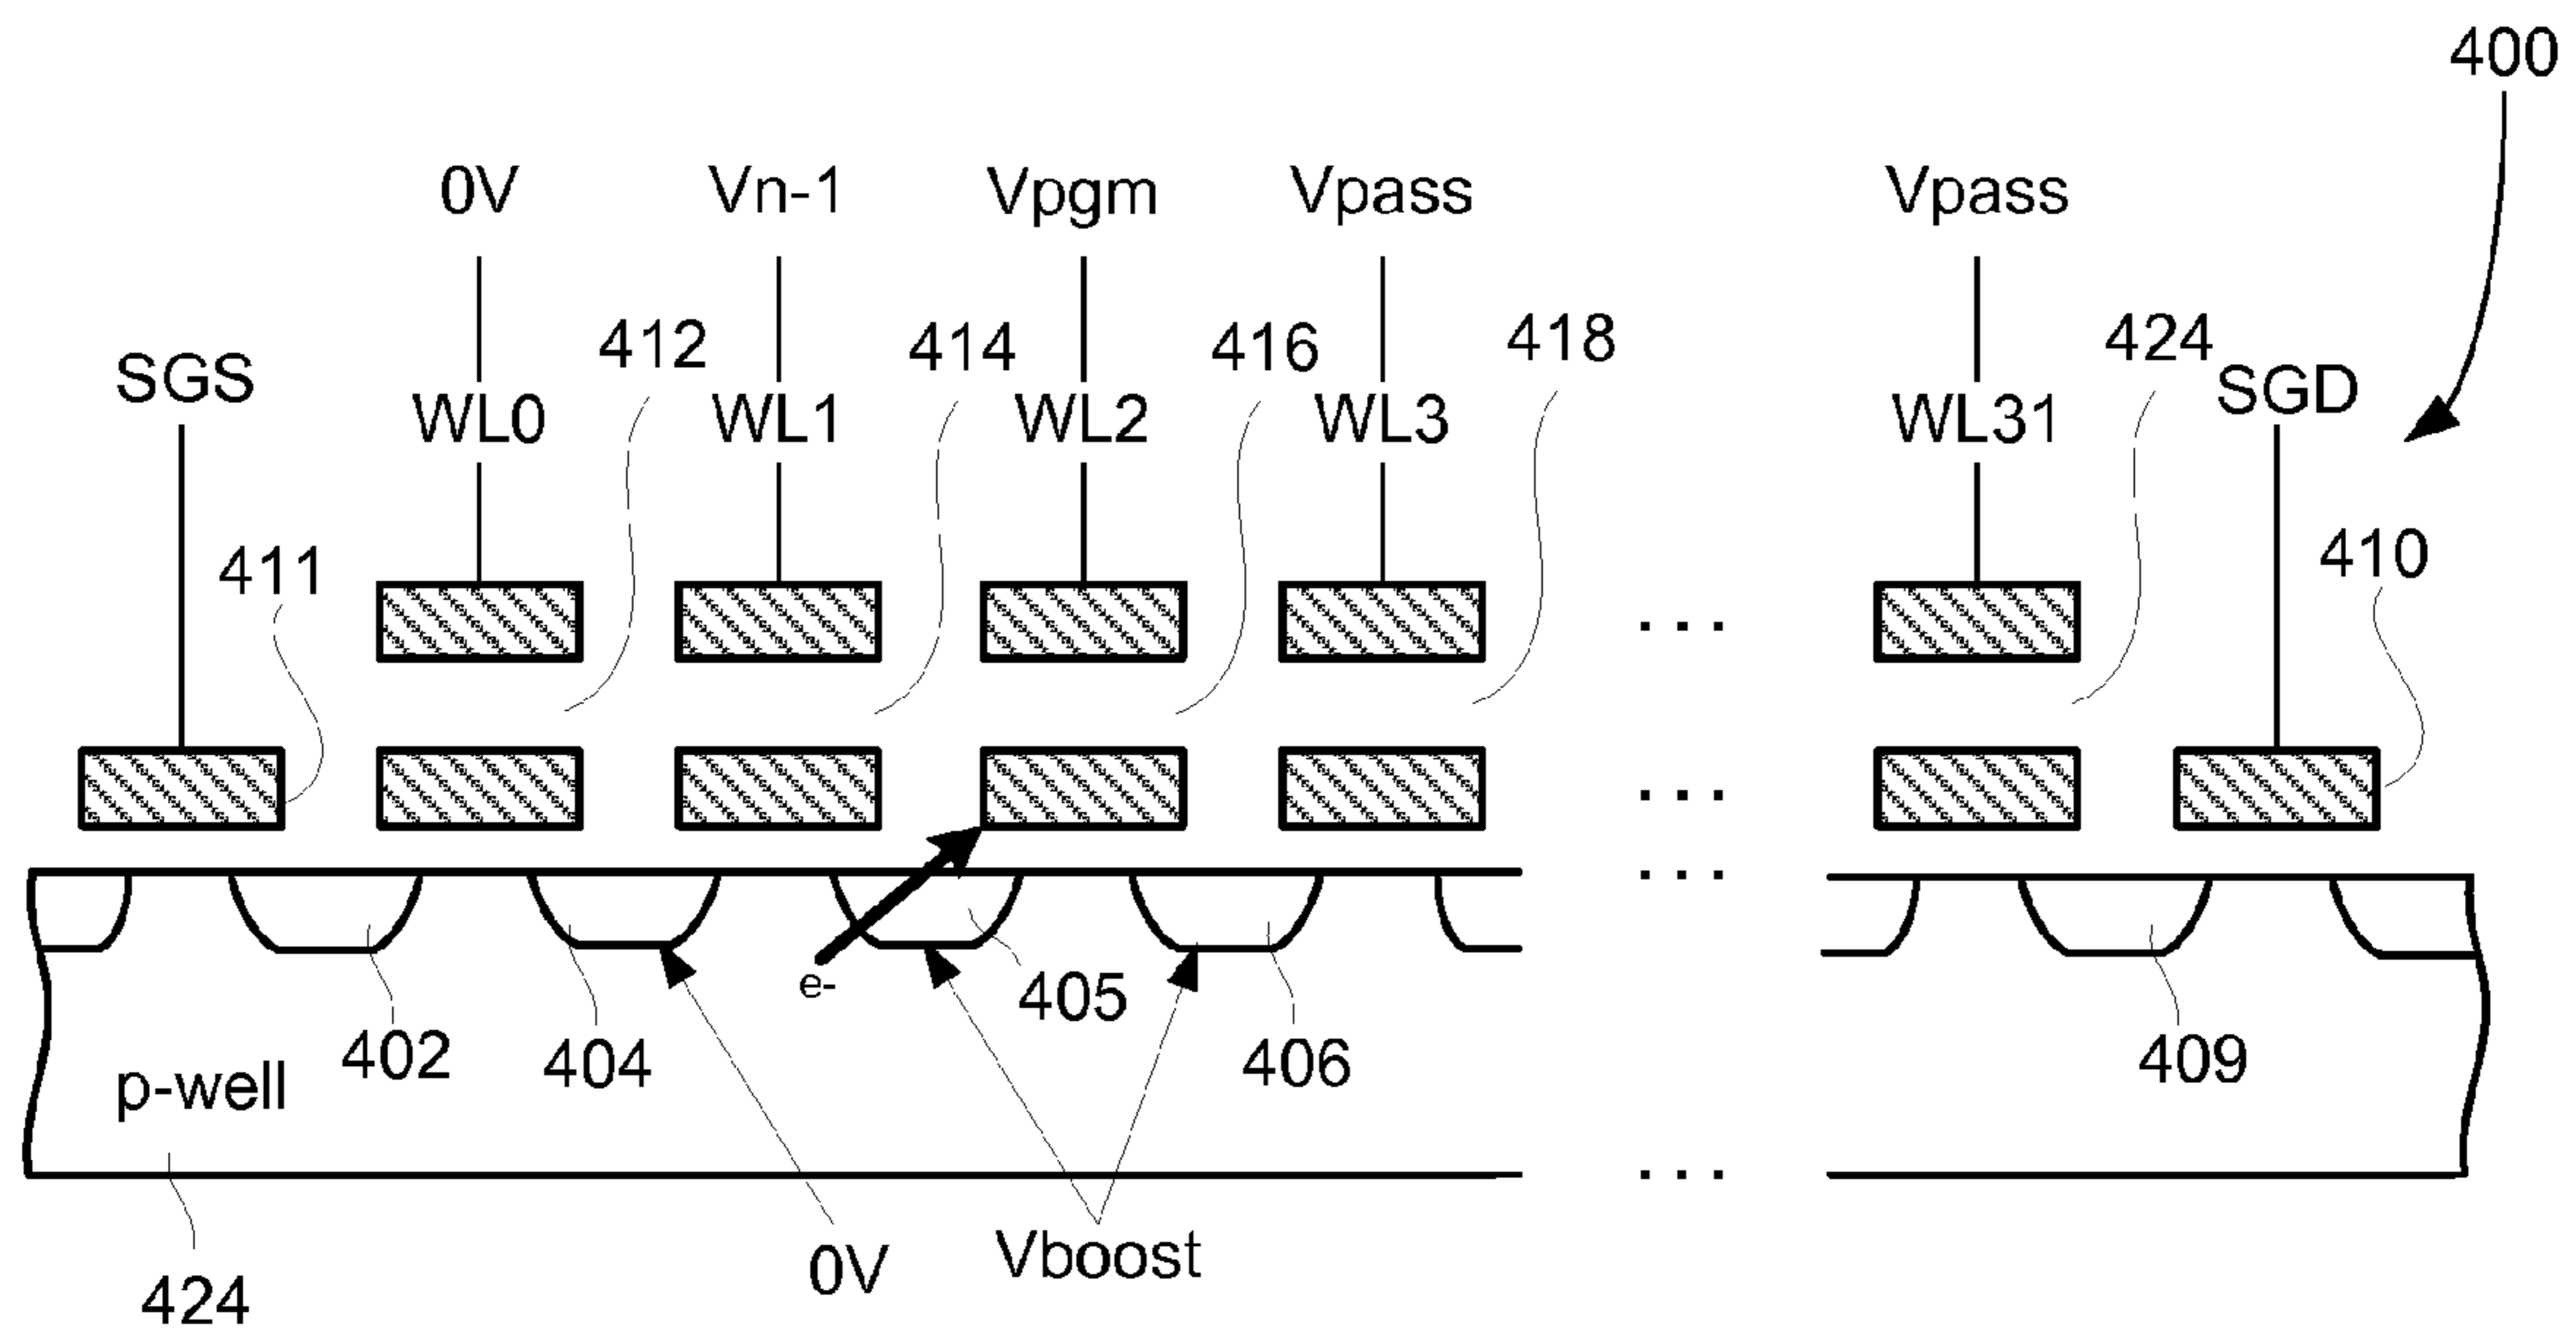 400
0V Vn-1 Vpgm Vpass Vpass
412 414 416 418 424
SGS WL0 WL1 WL2 WL3 WL31 SGD
411 410
. . .
. . .
. . .
e- 405
402 404 406 409
p-well
. . .
0V Vboost
424